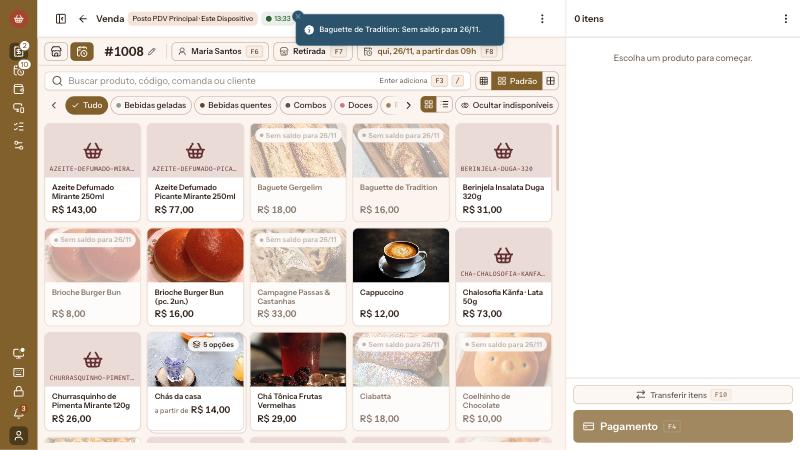 Venda
Posto PDV Principal · Este Dispositivo
13:33
Baguete de Tradition: Sem saldo para 26/11.
0 itens
2
10
#1008
Maria Santos F6
Retirada F7
qui, 26/11, a partir das 09h F8
Escolha um produto para começar.
Buscar produto, código, comanda ou cliente
Enter adiciona F3 /
Padrão
Tudo
Bebidas geladas
Bebidas quentes
Combos
Doces
Ocultar indisponíveis
AZEITE-DEFUMADO-MIRA…
AZEITE-DEFUMADO-PICA…
Sem saldo para 26/11
Sem saldo para 26/11
BERINJELA-DUGA-320
Azeite Defumado Mirante 250ml
R$ 143,00
Azeite Defumado Picante Mirante 250ml
R$ 77,00
Baguete Gergelim
R$ 18,00
Baguette de Tradition
R$ 16,00
Berinjela Insalata Duga 320g
R$ 31,00
Sem saldo para 26/11
Sem saldo para 26/11
CHA-CHALOSOFIA-KANFA…
Brioche Burger Bun
R$ 8,00
Brioche Burger Bun (pc. 2un.)
R$ 16,00
Campagne Passas & Castanhas
R$ 33,00
Cappuccino
R$ 12,00
Chalosofia Känfa · Lata 50g
R$ 73,00
CHURRASQUINHO-PIMENT…
5 opções
Sem saldo para 26/11
Sem saldo para 26/11
Churrasquinho de Pimenta Mirante 120g
R$ 26,00
Chás da casa
a partir de R$ 14,00
Chá Tônica Frutas Vermelhas
R$ 29,00
Ciabatta
R$ 18,00
Coelhinho de Chocolate
R$ 10,00
3
Transferir itens F10
Pagamento F4